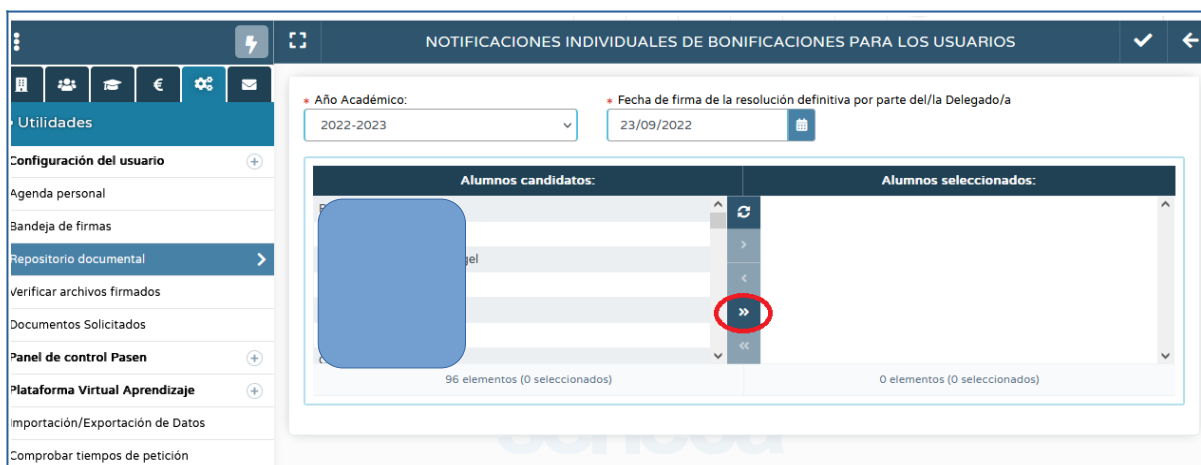 NOTIFICACIONES INDIVIDUALES DE BONIFICACIONES PARA LOS USUARIOS
€
Utilidades
Configuración del usuario
Agenda personal
Bandeja de firmas
Repositorio documental
Verificar archivos firmados
Documentos Solicitados
Panel de control Pasen
Plataforma Virtual Aprendizaje
Importación/Exportación de Datos
Comprobar tiempos de petición
* Año Académico:
2022-2023
* Fecha de firma de la resolución definitiva por parte del/la Delegado/a
23/09/2022
Alumnos candidatos:
Alumnos seleccionados:
96 elementos (0 seleccionados)
0 elementos (0 seleccionados)